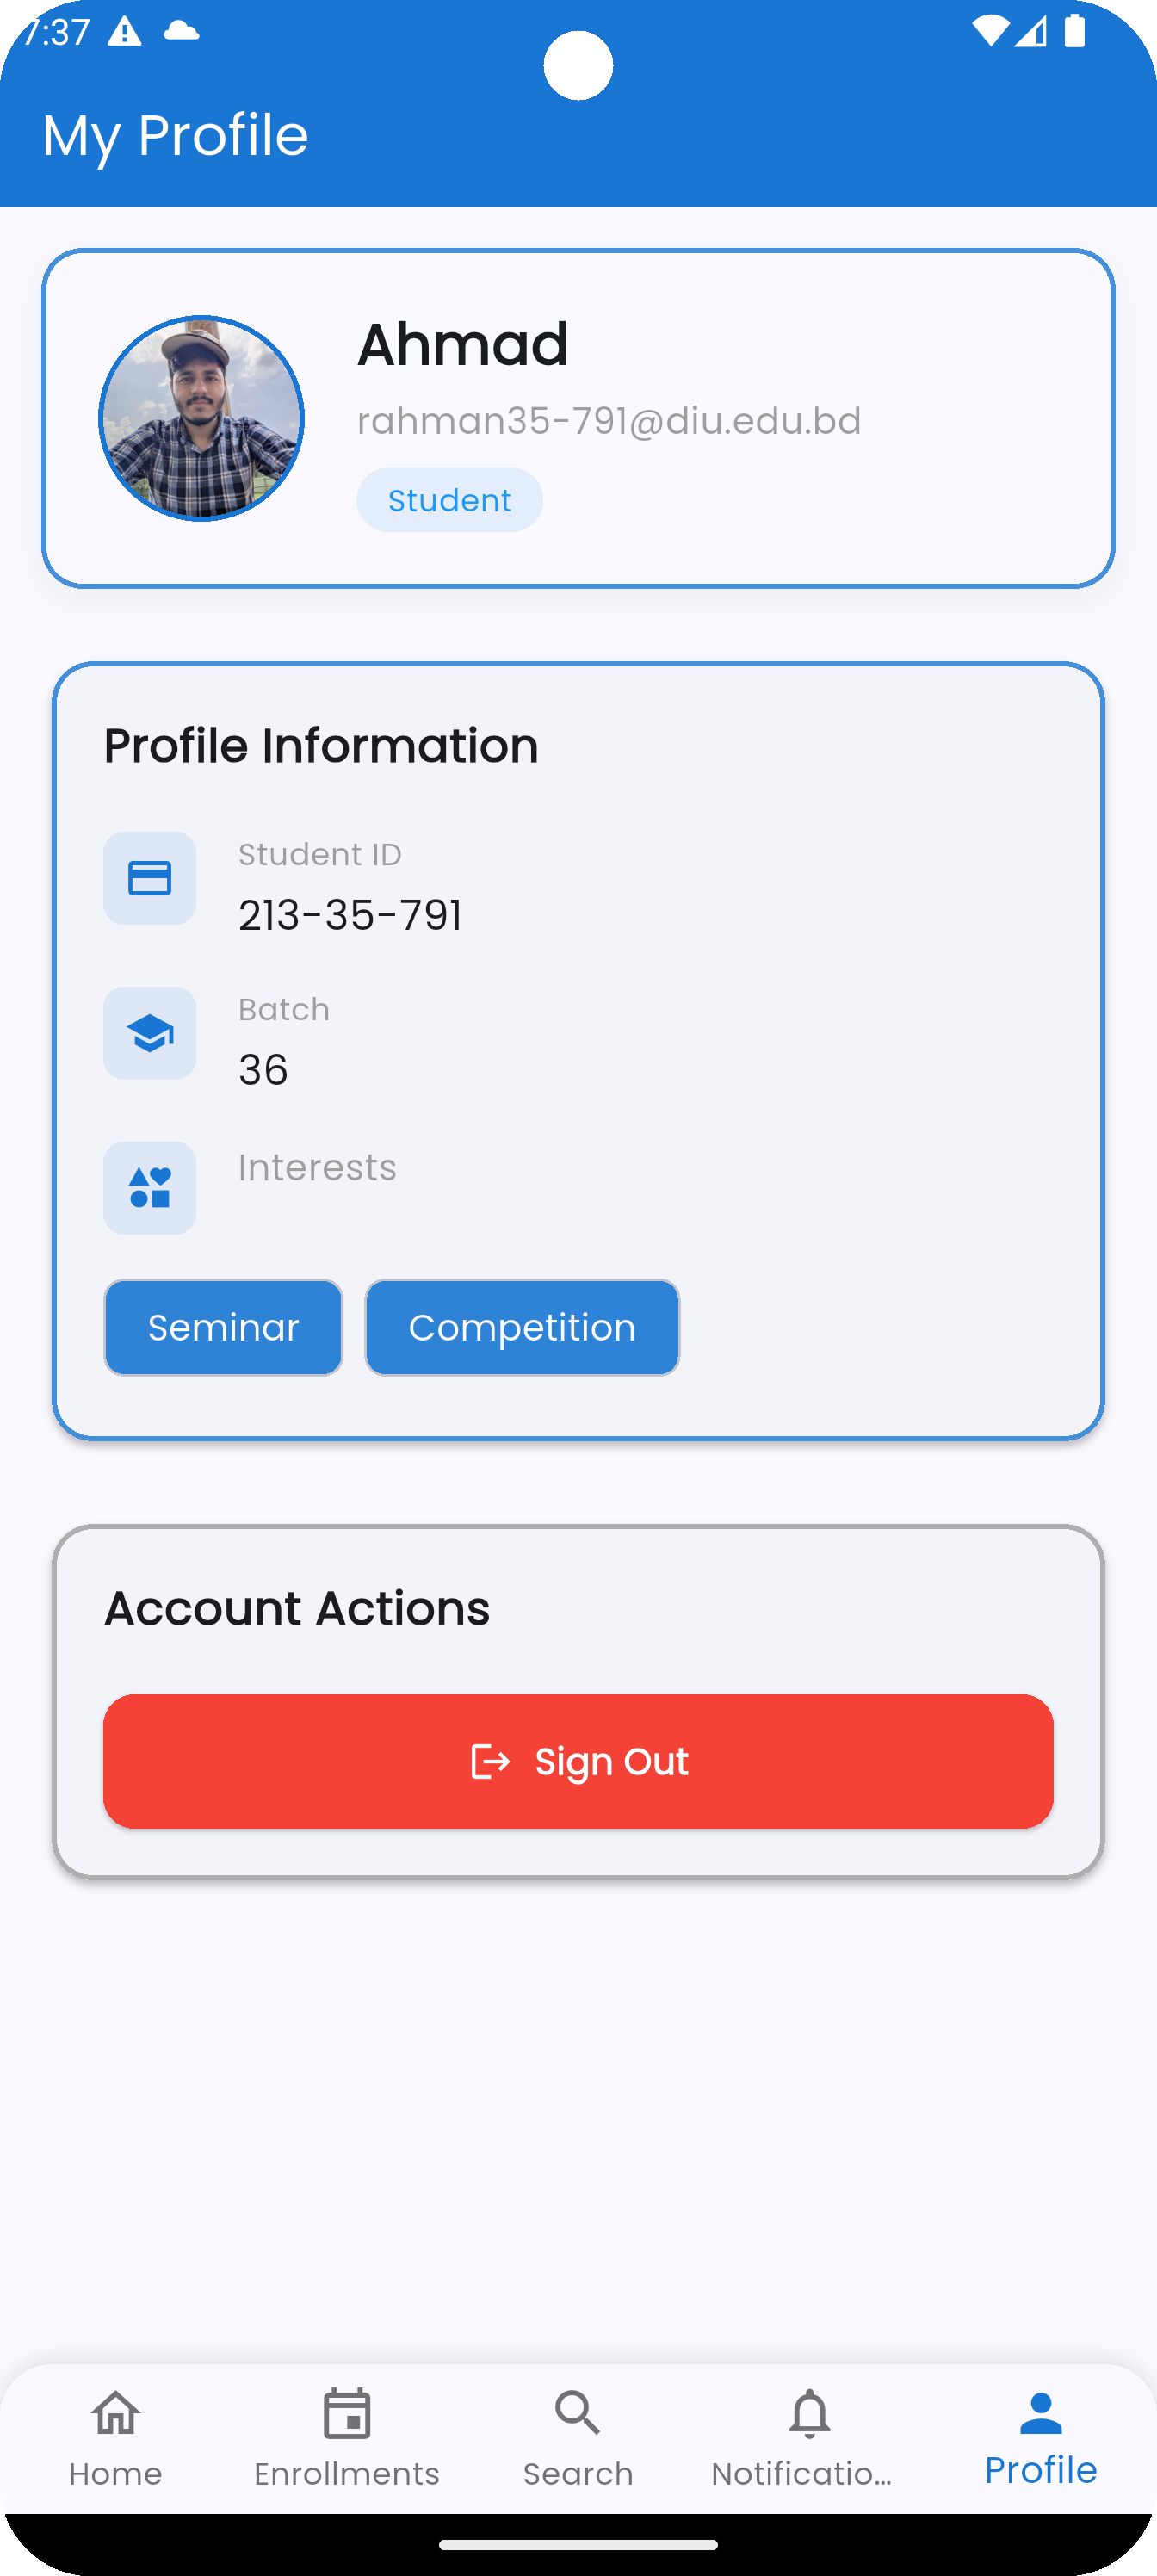 7:37
My Profile
Ahmad
rahman35-791@diu.edu.bd
Student
Profile Information
Student ID
213-35-791
Batch
36
Interests
Seminar Competition
Account Actions
Sign Out
Home Enrollments Search Notificatio... Profile